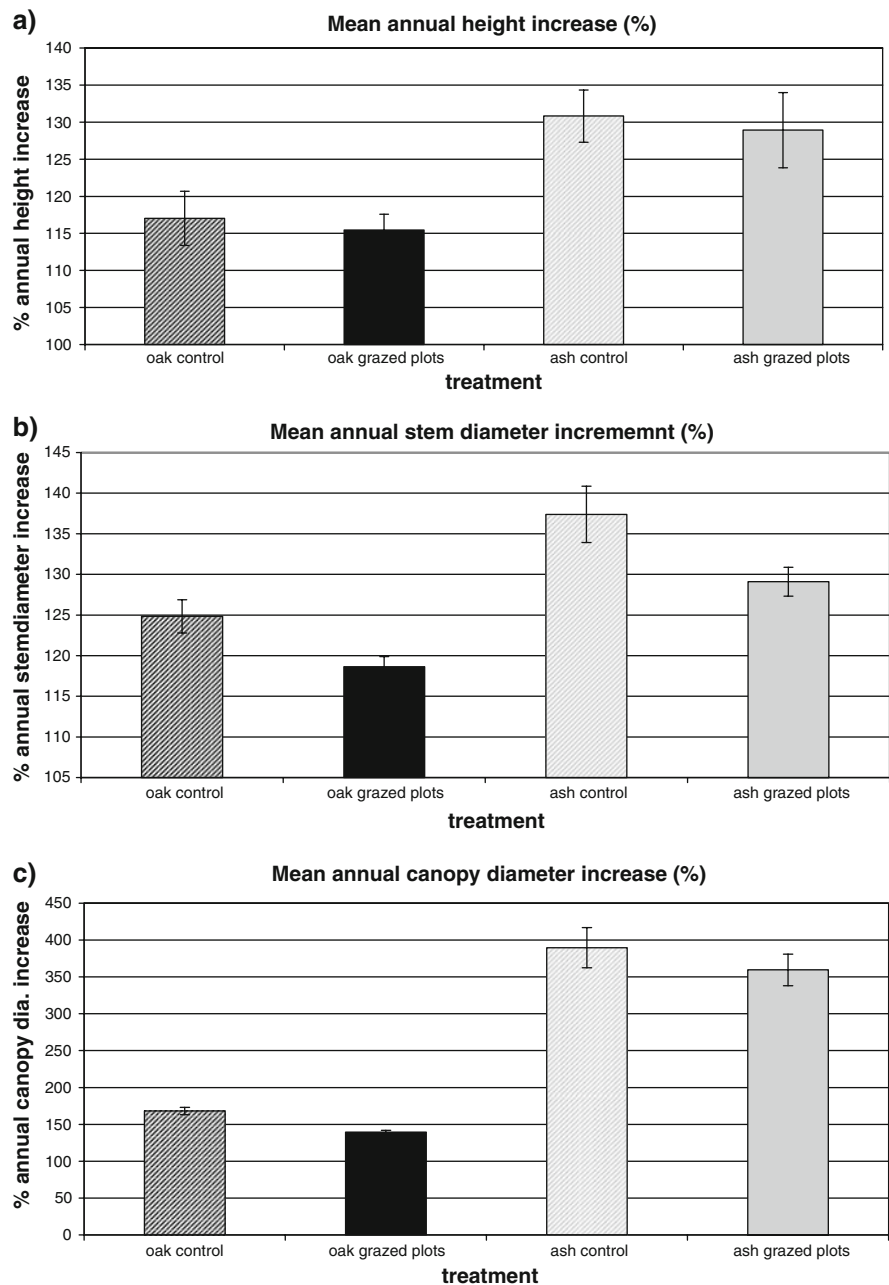 a)
Mean annual height increase (%)
140
135
130
125
120
115
110
105
100
% annual height increase
oak control
oak grazed plots
ash control
ash grazed plots
treatment
b)
Mean annual stem diameter incrememnt (%)
145
140
135
130
125
120
115
110
105
% annual stemdiameter increase
oak control
oak grazed plots
ash control
ash grazed plots
treatment
c)
Mean annual canopy diameter increase (%)
450
400
350
300
250
200
150
100
50
0
% annual canopy dia. increase
oak control
oak grazed plots
ash control
ash grazed plots
treatment